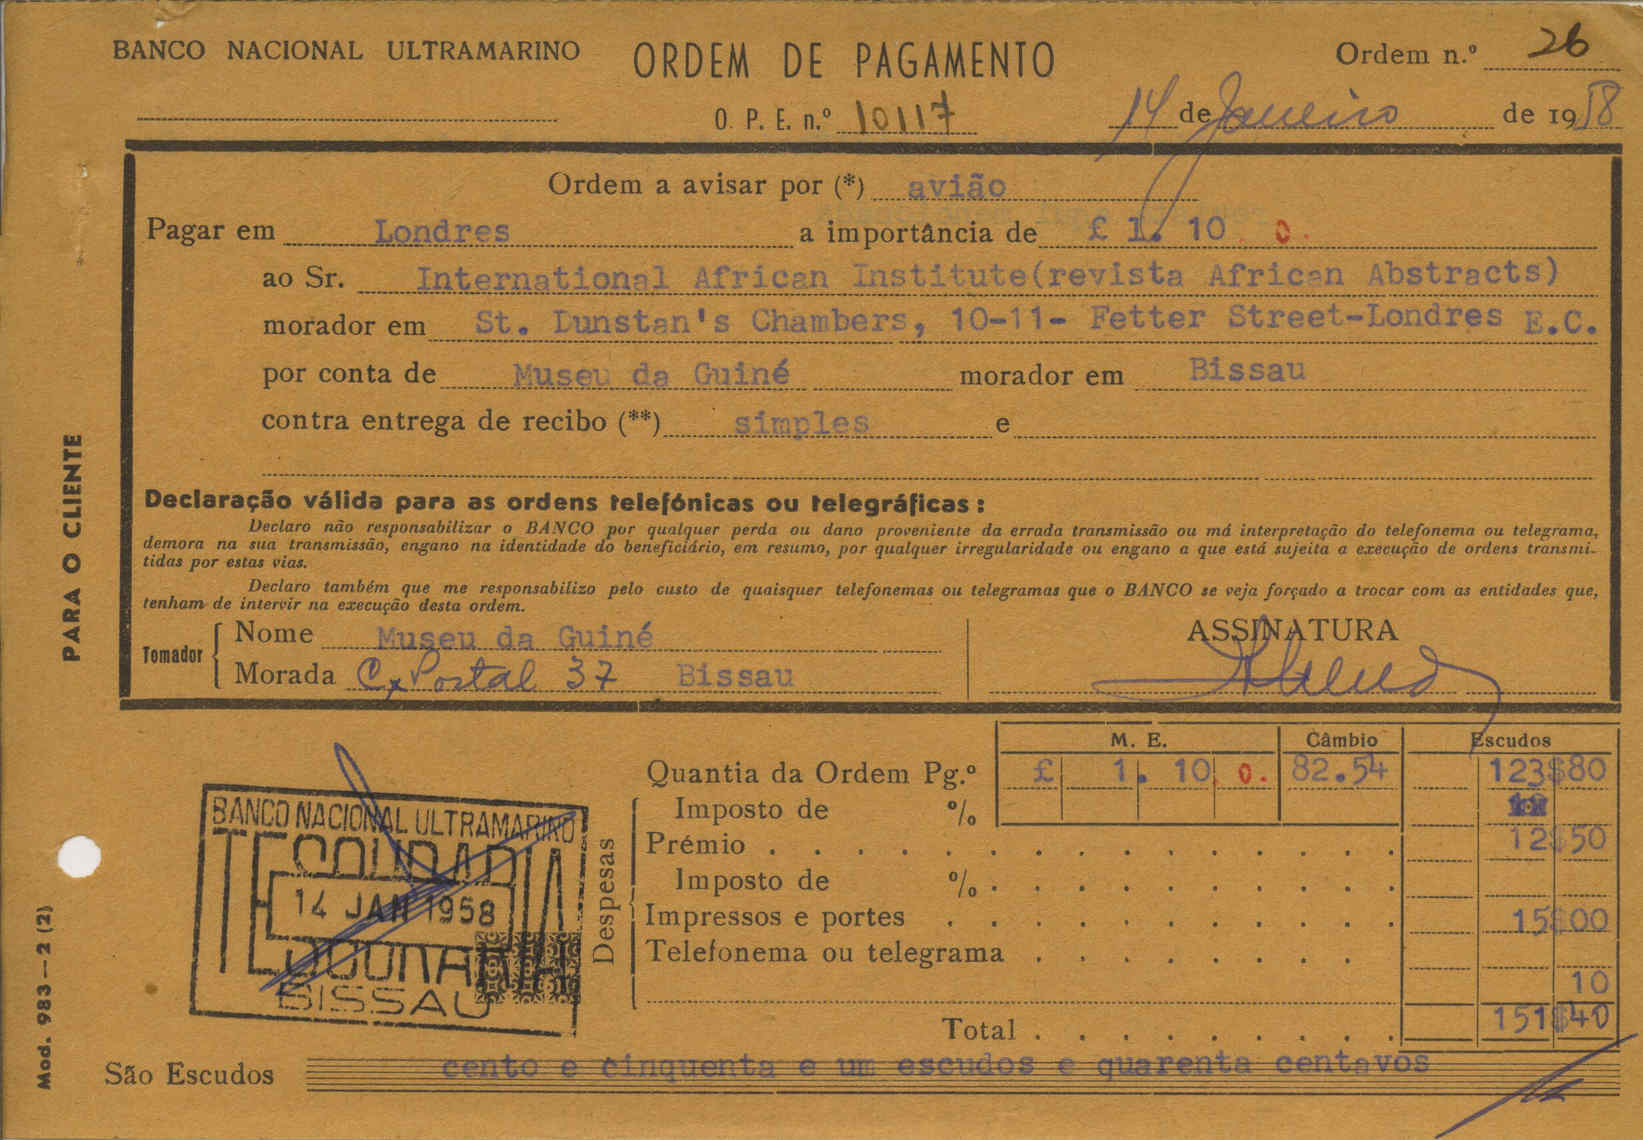 BANCO NACIONAL ULTRAMARINO
ORDEM DE PAGAMENTO
Ordem n.º 26
O. P. E. n.º 10117
14 de Janeiro de 1958
Ordem a avisar por (*) avião
Pagar em Londres a importância de £ 1. 10 0.
ao Sr. International African Institute(revista African Abstracts)
morador em St. Dunstan's Chambers, 10-11- Fetter Street-Londres E.C.
por conta de Museu da Guiné morador em Bissau
contra entrega de recibo (**) simples e
Declaração válida para as ordens telefónicas ou telegráficas:
Declaro não responsabilizar o BANCO por qualquer perda ou dano proveniente da errada transmissão ou má interpretação do telefonema ou telegrama,
demora na sua transmissão, engano na identidade do beneficiário, em resumo, por qualquer irregularidade ou engano a que está sujeita a execução de ordens transmi-
tidas por estas vias.
Declaro também que me responsabilizo pelo custo de quaisquer telefonemas ou telegramas que o BANCO se veja forçado a trocar com as entidades que,
tenham de intervir na execução desta ordem.
Tomador
Nome Museu da Guiné
Morada Cx Postal 37 Bissau
ASSINATURA
PARA O CLIENTE
Mod. 983-2 (2)
M. E. Câmbio Escudos
Quantia da Ordem Pg.º £ 1. 10 0. 82.54 123$80
Despesas
Imposto de %
Prémio 12$50
Imposto de %
Impressos e portes 15$00
Telefonema ou telegrama
10
Total 151$40
BANCO NACIONAL ULTRAMARINO
TESOURARIA
14 JAN 1958
TESOURARIA
BISSAU
São Escudos cento e cinquenta e um escudos e quarenta centavos